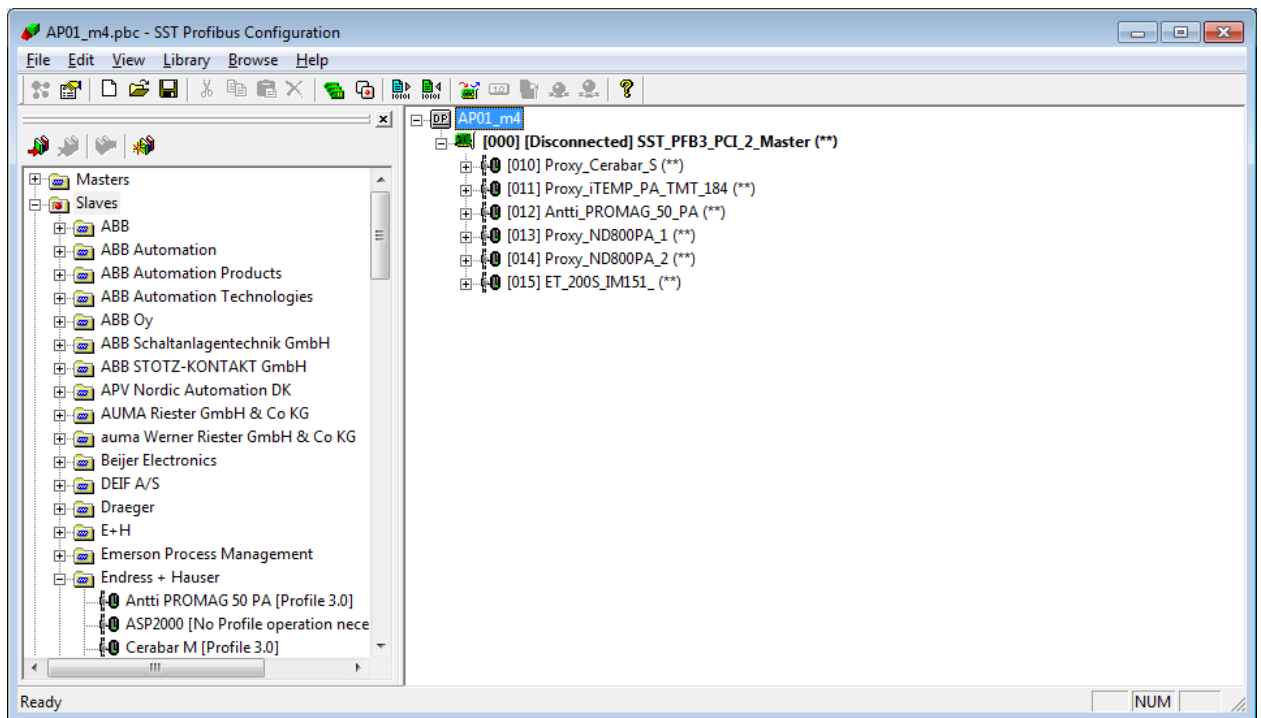 AP01_m4.pbc - SST Profibus Configuration
File Edit View Library Browse Help
Masters
Slaves
ABB
ABB Automation
ABB Automation Products
ABB Automation Technologies
ABB Oy
ABB Schaltanlagentechnik GmbH
ABB STOTZ-KONTAKT GmbH
APV Nordic Automation DK
AUMA Riester GmbH & Co KG
auma Werner Riester GmbH & Co KG
Beijer Electronics
DEIF A/S
Draeger
E+H
Emerson Process Management
Endress + Hauser
Antti PROMAG 50 PA [Profile 3.0]
ASP2000 [No Profile operation nece
Cerabar M [Profile 3.0]
DP AP01_m4
[000] [Disconnected] SST_PFB3_PCI_2_Master (**)
[010] Proxy_Cerabar_S (**)
[011] Proxy_iTEMP_PA_TMT_184 (**)
[012] Antti_PROMAG_50_PA (**)
[013] Proxy_ND800PA_1 (**)
[014] Proxy_ND800PA_2 (**)
[015] ET_200S_IM151_ (**)
Ready
NUM